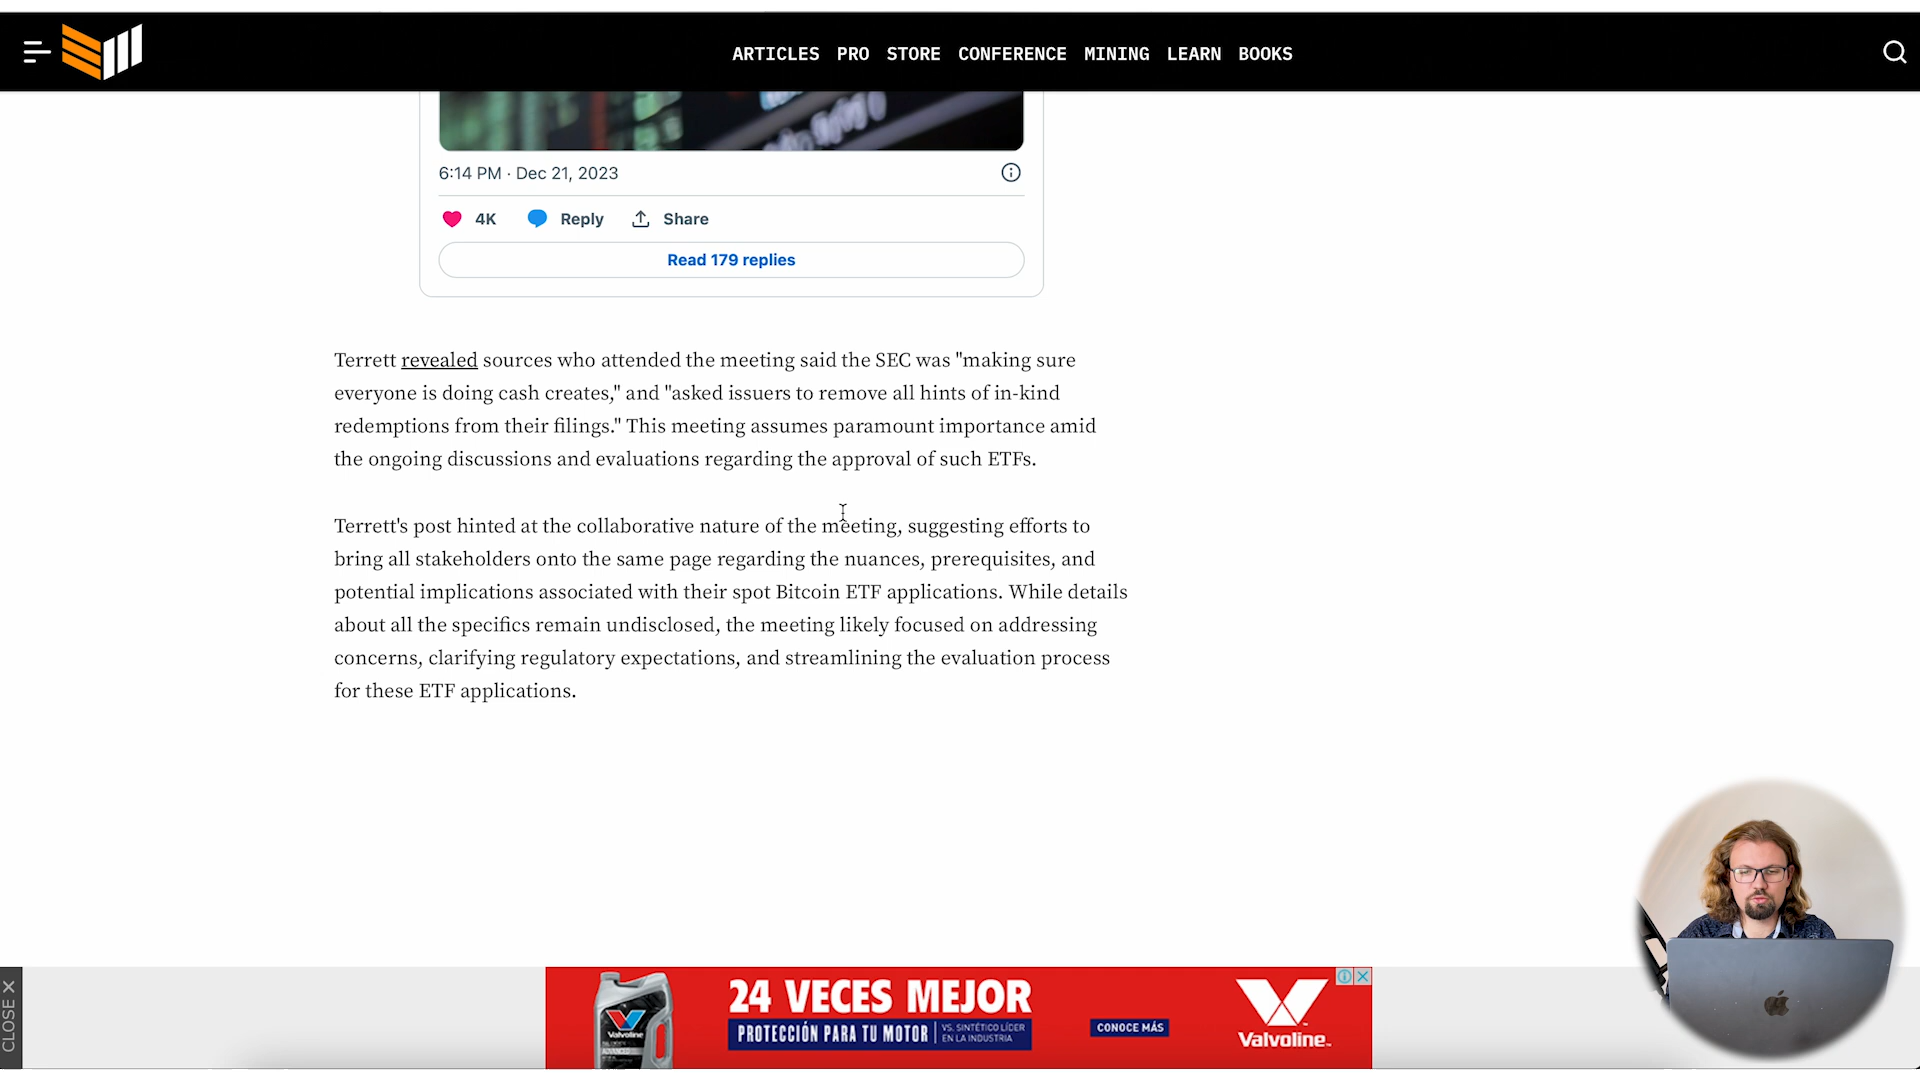 ARTICLES PRO STORE CONFERENCE MINING LEARN BOOKS
6:14 PM · Dec 21, 2023
4K Reply Share
Read 179 replies
Terrett revealed sources who attended the meeting said the SEC was "making sure
everyone is doing cash creates," and "asked issuers to remove all hints of in-kind
redemptions from their filings." This meeting assumes paramount importance amid
the ongoing discussions and evaluations regarding the approval of such ETFs.
Terrett's post hinted at the collaborative nature of the meeting, suggesting efforts to
bring all stakeholders onto the same page regarding the nuances, prerequisites, and
potential implications associated with their spot Bitcoin ETF applications. While details
about all the specifics remain undisclosed, the meeting likely focused on addressing
concerns, clarifying regulatory expectations, and streamlining the evaluation process
for these ETF applications.
CLOSE X
Valvoline
ADVANCED
24 VECES MEJOR
PROTECCIÓN PARA TU MOTOR
VS. SINTÉTICO LÍDER
EN LA INDUSTRIA
CONOCE MÁS
Valvoline™